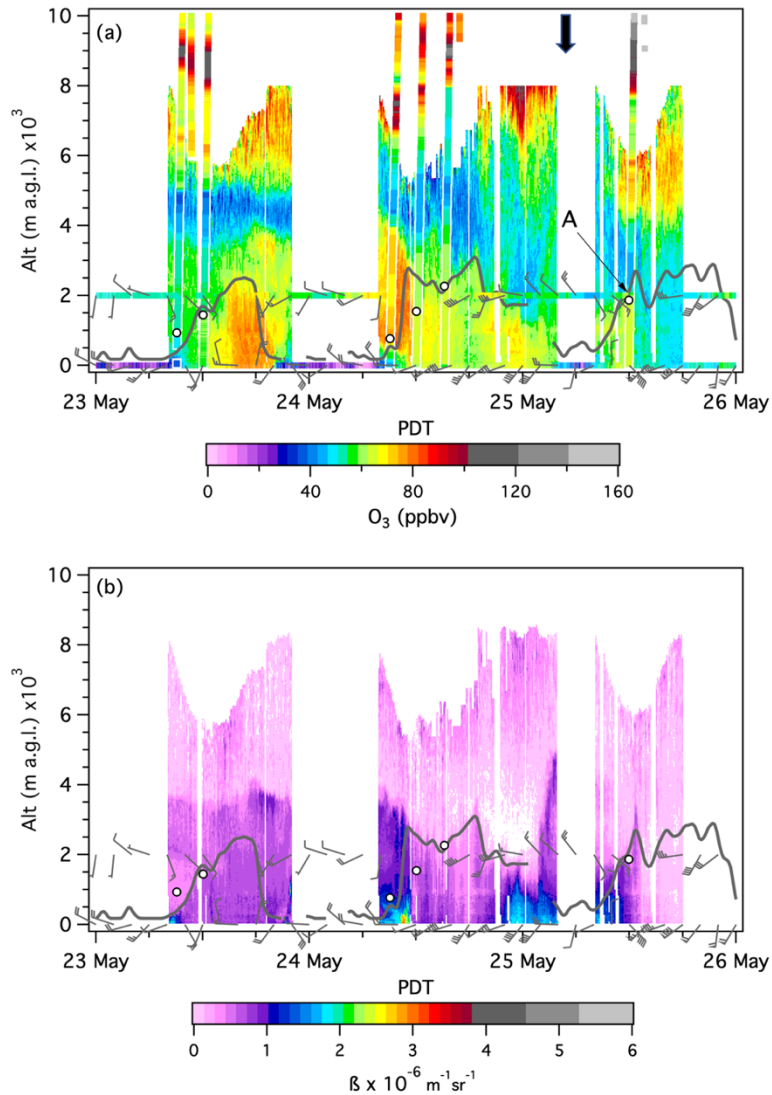 (a)
10
8
6
4
2
0
Alt (m a.g.l.) x10³
A
23 May
24 May
25 May
26 May
PDT
0
40
80
120
160
O₃ (ppbv)
(b)
10
8
6
4
2
0
Alt (m a.g.l.) x10³
23 May
24 May
25 May
26 May
PDT
0
1
2
3
4
5
6
ß x 10⁻⁶ m⁻¹sr⁻¹